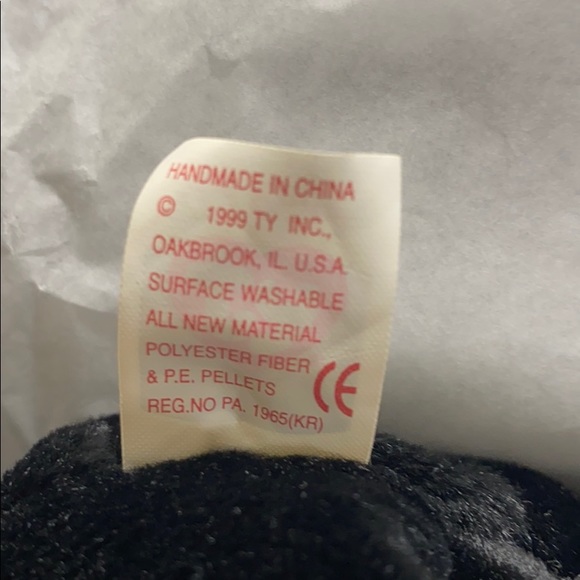 HANDMADE IN CHINA
© 1999 TY INC.,
OAKBROOK, IL. U.S.A.
SURFACE WASHABLE
ALL NEW MATERIAL
POLYESTER FIBER
& P.E. PELLETS CE
REG.NO PA. 1965(KR)